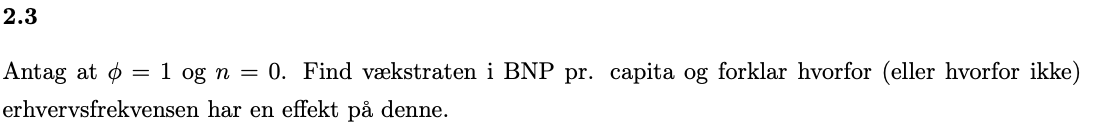 2.3
Antag at ϕ = 1 og n = 0. Find vækstraten i BNP pr. capita og forklar hvorfor (eller hvorfor ikke)
erhvervsfrekvensen har en effekt på denne.